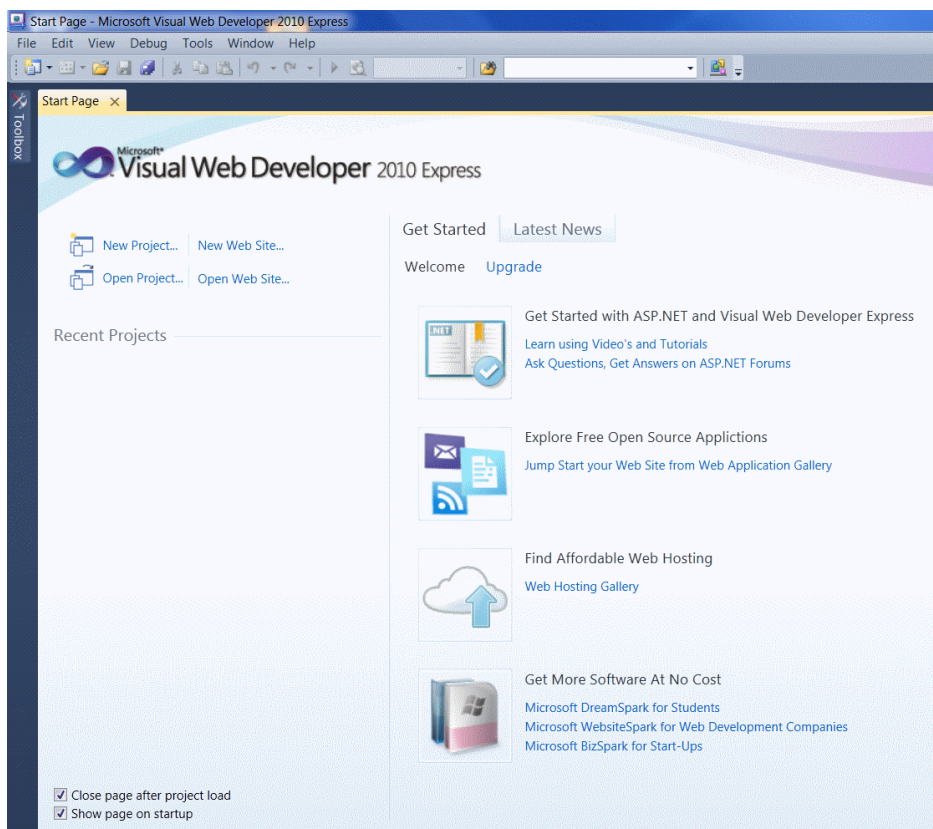 Start Page - Microsoft Visual Web Developer 2010 Express
File Edit View Debug Tools Window Help
Toolbox
Start Page
Microsoft®
Visual Web Developer 2010 Express
New Project... New Web Site...
Open Project... Open Web Site...
Recent Projects
Get Started Latest News
Welcome Upgrade
.NET
Get Started with ASP.NET and Visual Web Developer Express
Learn using Video's and Tutorials
Ask Questions, Get Answers on ASP.NET Forums
Explore Free Open Source Applictions
Jump Start your Web Site from Web Application Gallery
Find Affordable Web Hosting
Web Hosting Gallery
Get More Software At No Cost
Microsoft DreamSpark for Students
Microsoft WebsiteSpark for Web Development Companies
Microsoft BizSpark for Start-Ups
Close page after project load
Show page on startup